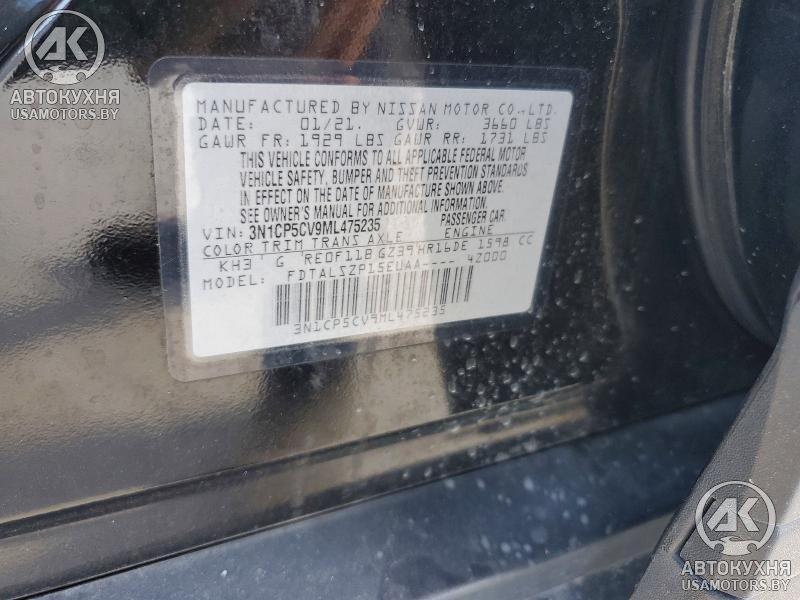 AK
АВТОКУХНЯ
USAMOTORS.BY
MANUFACTURED BY NISSAN MOTOR CO.,LTD.
DATE: 01/21. GVWR: 3660 LBS
GAWR FR: 1929 LBS GAWR RR: 1731 LBS
THIS VEHICLE CONFORMS TO ALL APPLICABLE FEDERAL MOTOR
VEHICLE SAFETY, BUMPER AND THEFT PREVENTION STANDARDS
IN EFFECT ON THE DATE OF MANUFACTURE SHOWN ABOVE.
SEE OWNER'S MANUAL FOR ADDITIONAL INFORMATION.
VIN: 3N1CP5CV9ML475235 PASSENGER CAR.
COLOR TRIM TRANS AXLE ENGINE
KH3 G RE0F11B GZ39 HR16DE 1598 CC
MODEL: FDTALSZP15EUAA---- 42000
3N1CP5CV9ML475235
AK
АВТОКУХНЯ
USAMOTORS.BY